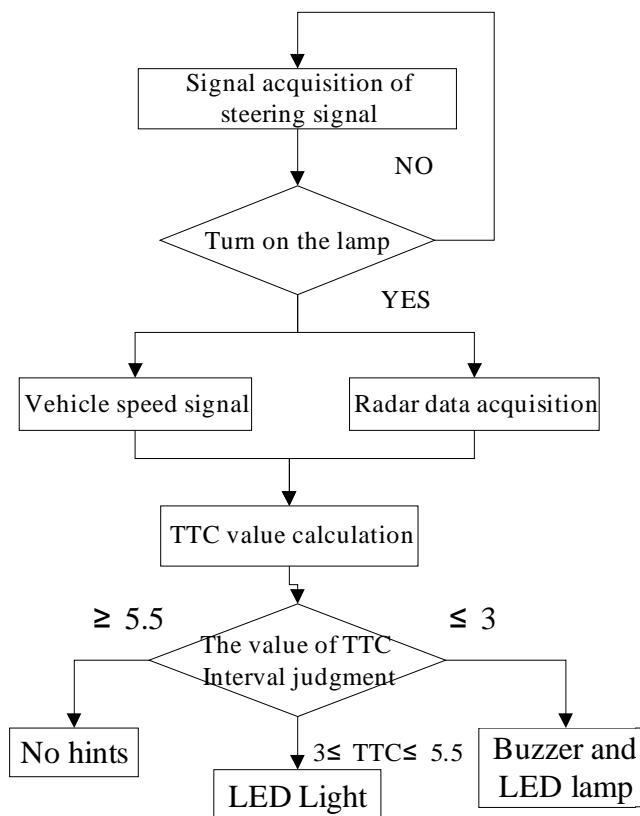 Signal acquisition of
steering signal
NO
Turn on the lamp
YES
Vehicle speed signal
Radar data acquisition
TTC value calculation
≥ 5.5
≤ 3
The value of TTC
Interval judgment
No hints
3≤ TTC≤ 5.5
LED Light
Buzzer and
LED lamp